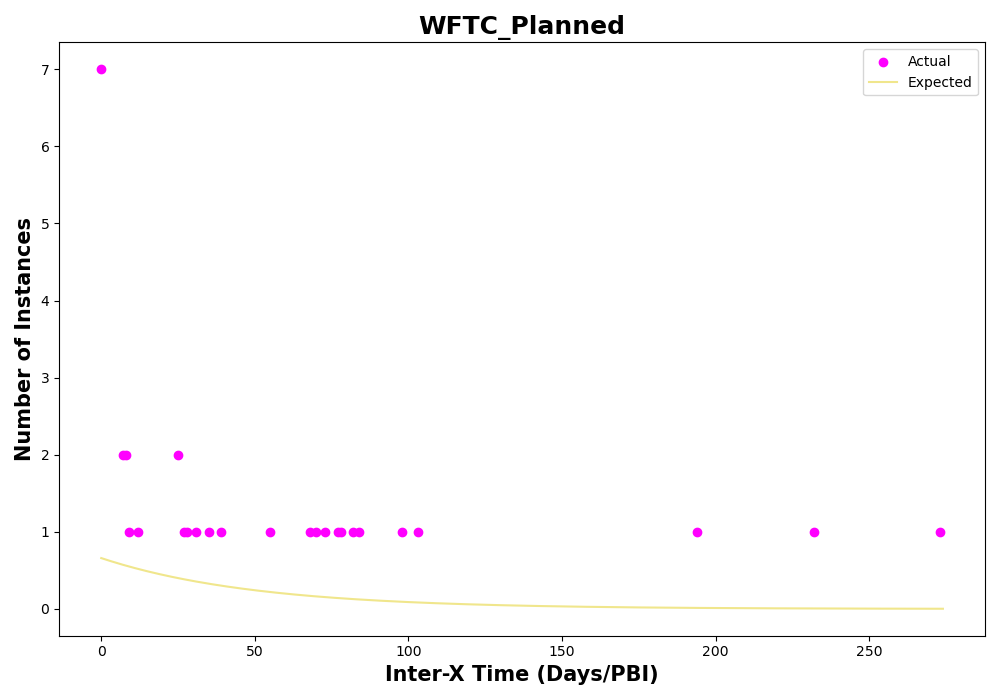 WFTC_Planned
Actual
Expected
7
6
5
4
3
2
1
0
Number of Instances
0 50 100 150 200 250
Inter-X Time (Days/PBI)